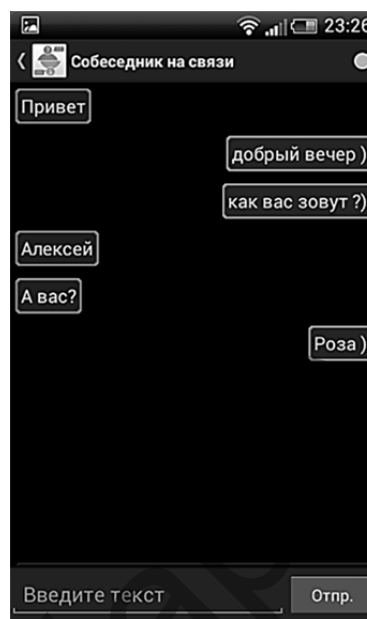 23:26
Собеседник на связи
Привет
добрый вечер )
как вас зовут ?)
Алексей
А вас?
Роза )
Введите текст
Отпр.